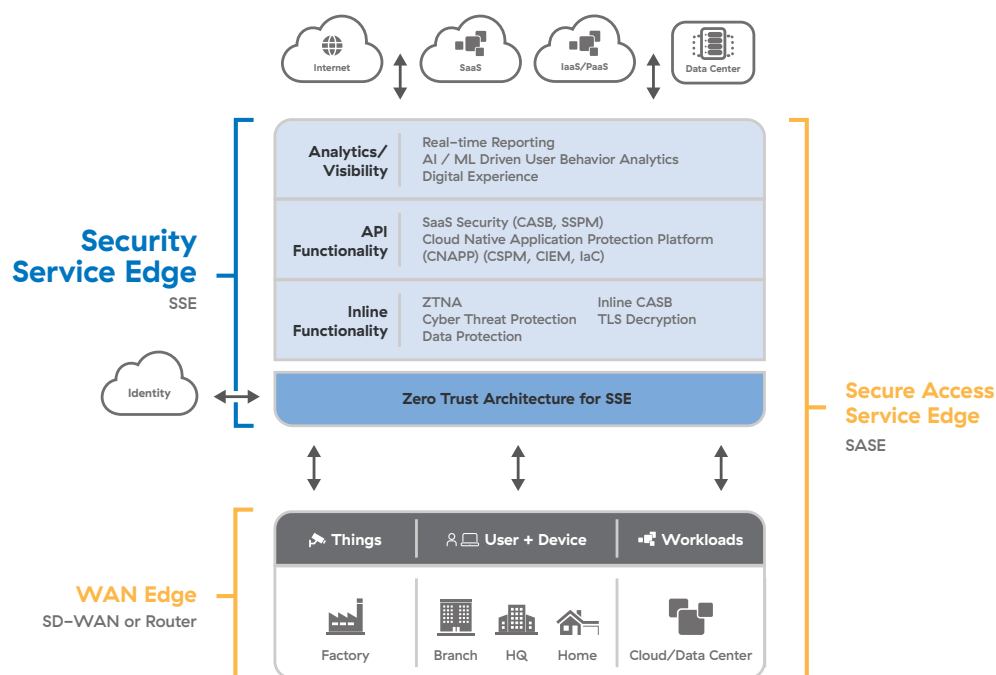 Internet
SaaS
IaaS/PaaS
Data Center
Security
Service Edge
SSE
Analytics/
Visibility
Real-time Reporting
AI / ML Driven User Behavior Analytics
Digital Experience
API
Functionality
SaaS Security (CASB, SSPM)
Cloud Native Application Protection Platform
(CNAPP) (CSPM, CIEM, IaC)
Inline
Functionality
ZTNA
Cyber Threat Protection
Data Protection
Inline CASB
TLS Decryption
Identity
Zero Trust Architecture for SSE
Secure Access
Service Edge
SASE
WAN Edge
SD-WAN or Router
Things
User + Device
Workloads
Factory
Branch
HQ
Home
Cloud/Data Center